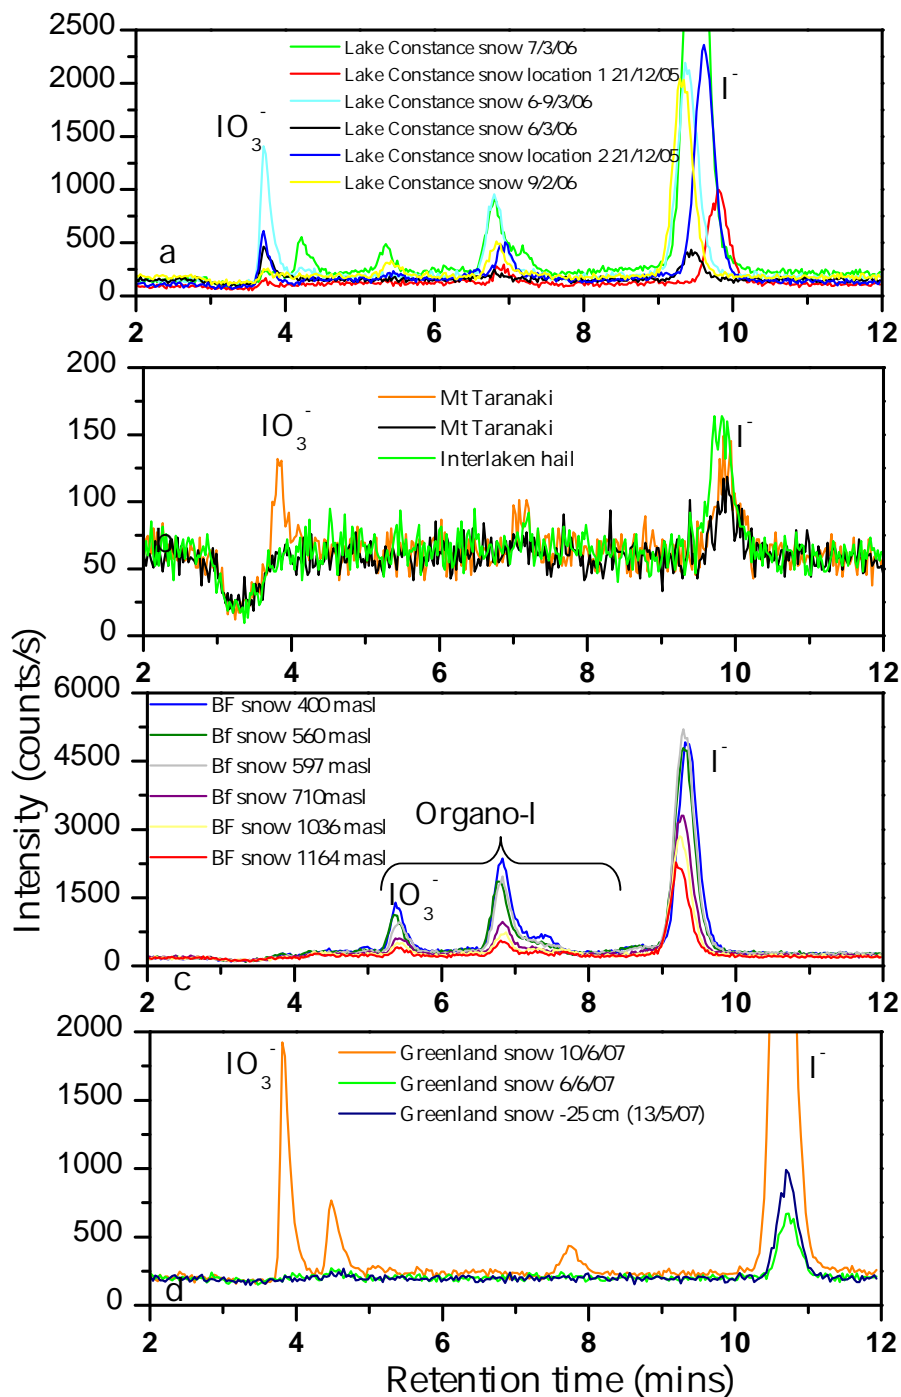 2500
2000
1500
1000
500
0
Lake Constance snow 7/3/06
Lake Constance snow location 1 21/12/05
Lake Constance snow 6-9/3/06
Lake Constance snow 6/3/06
Lake Constance snow location 2 21/12/05
Lake Constance snow 9/2/06
IO3-
I-
a
2 4 6 8 10 12
200
150
100
50
0
Mt Taranaki
Mt Taranaki
Interlaken hail
IO3-
I-
b
2 4 6 8 10 12
Intensity (counts/s)
6000
4500
3000
1500
0
BF snow 400 masl
Bf snow 560 masl
Bf snow 597 masl
Bf snow 710masl
BF snow 1036 masl
BF snow 1164 masl
Organo-I
IO3-
I-
c
2 4 6 8 10 12
2000
1500
1000
500
0
Greenland snow 10/6/07
Greenland snow 6/6/07
Greenland snow -25 cm (13/5/07)
IO3-
I-
d
2 4 6 8 10 12
Retention time (mins)